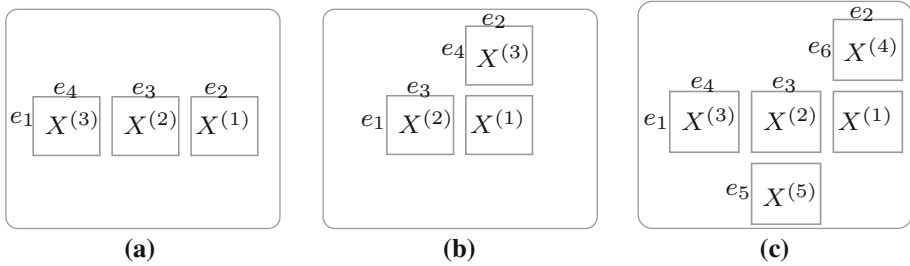 e₄ e₃ e₂
e₁ X⁽³⁾ X⁽²⁾ X⁽¹⁾
(a)
e₂
e₄ X⁽³⁾
e₃
e₁ X⁽²⁾ X⁽¹⁾
(b)
e₂
e₆ X⁽⁴⁾
e₄ e₃
e₁ X⁽³⁾ X⁽²⁾ X⁽¹⁾
e₅ X⁽⁵⁾
(c)